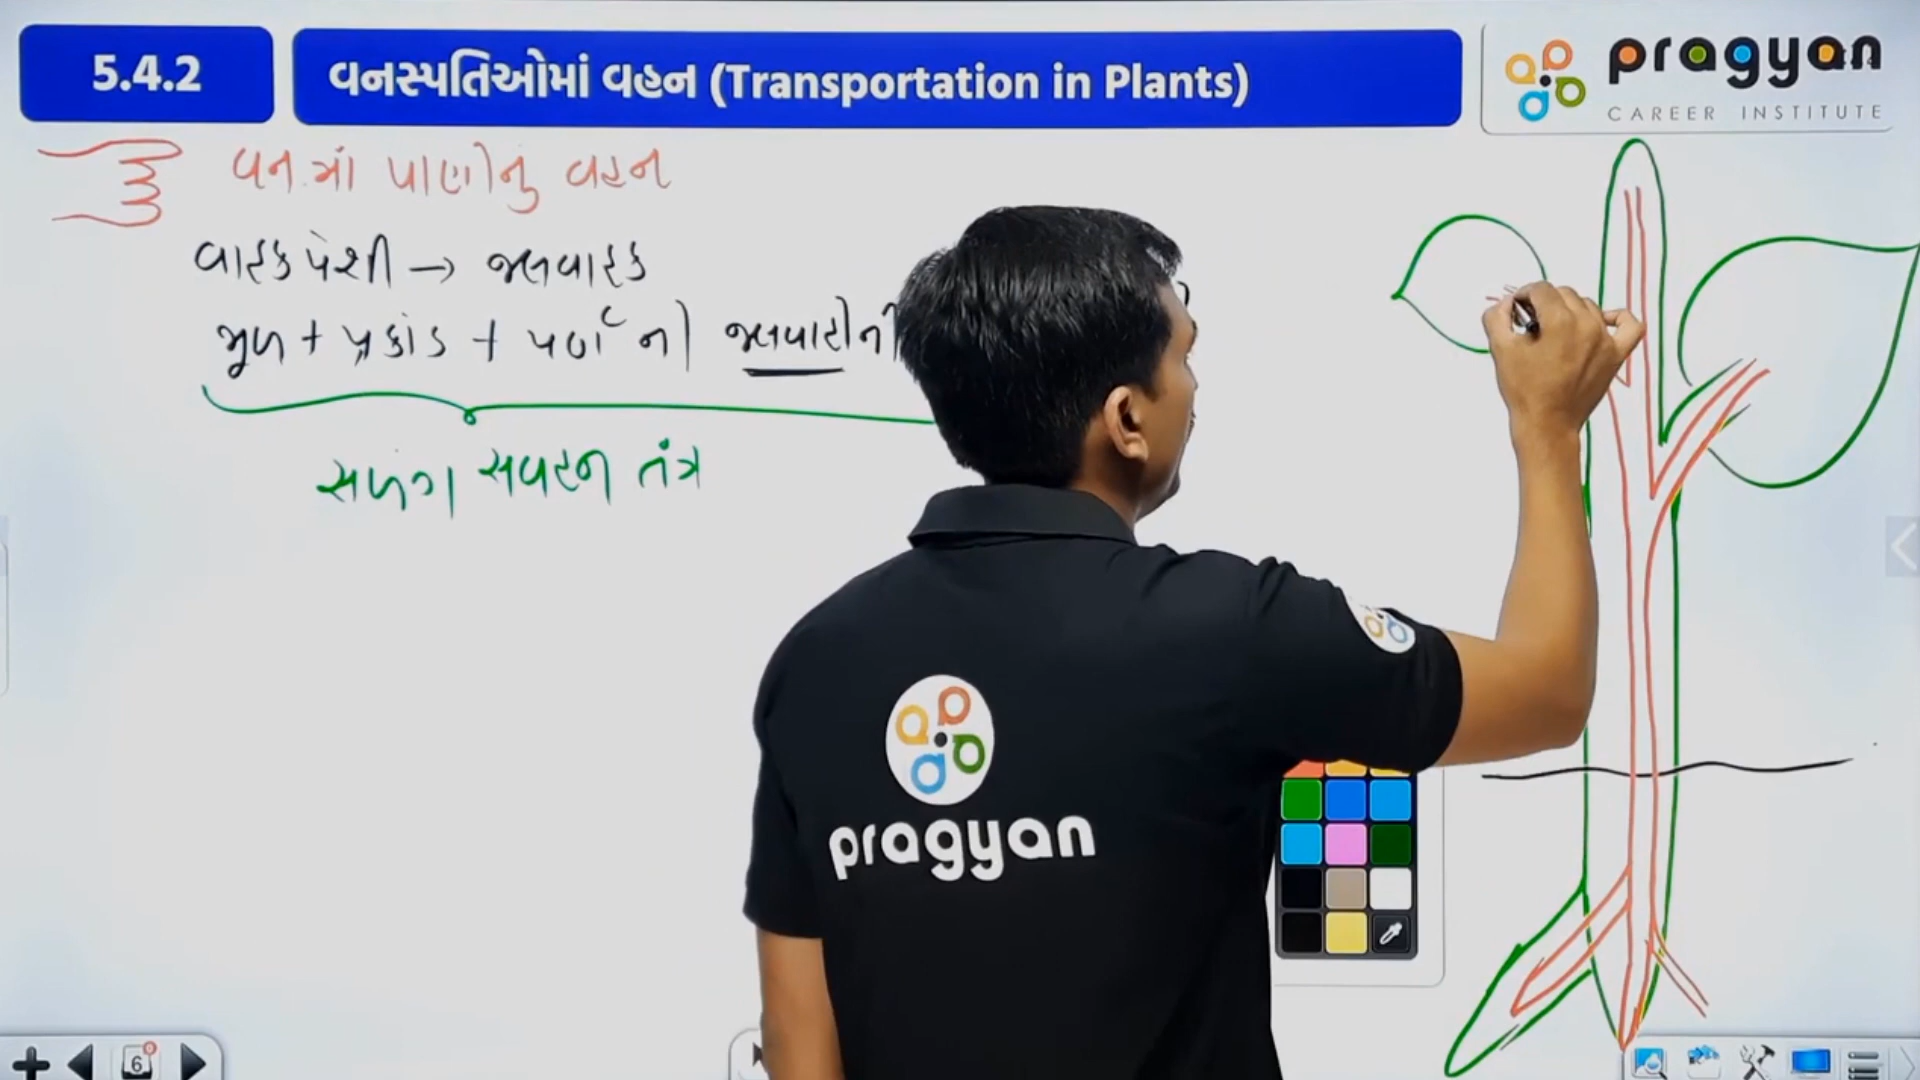 5.4.2
વનસ્પતિઓમાં વહન (Transportation in Plants)
pragyan
CAREER INSTITUTE
વન.માં પાણીનું વહન
વાહકપેશી → જલવાહક
મૂળ + પ્રકાંડ + પર્ણની જલવાહીની
સળંગ સંવહન તંત્ર
pragyan
6